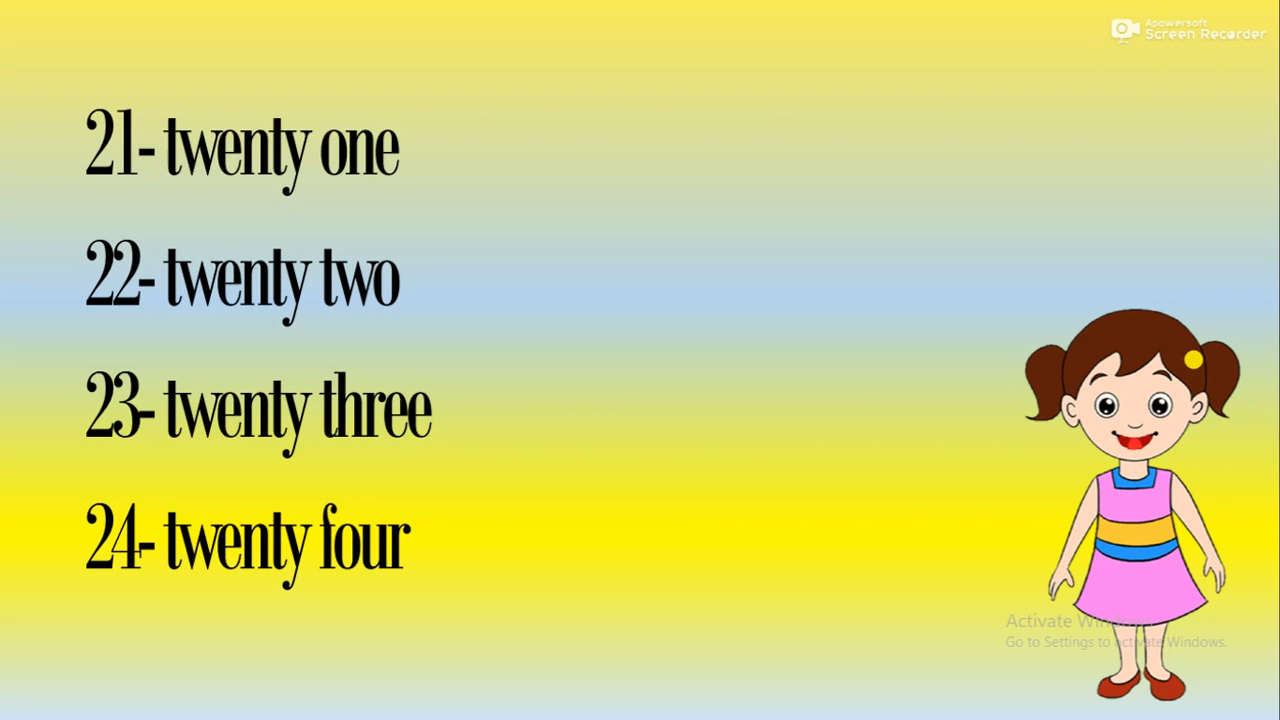 Apowersoft
Screen Recorder
21- twenty one
22- twenty two
23- twenty three
24- twenty four
Activate Windows
Go to Settings to activate Windows.